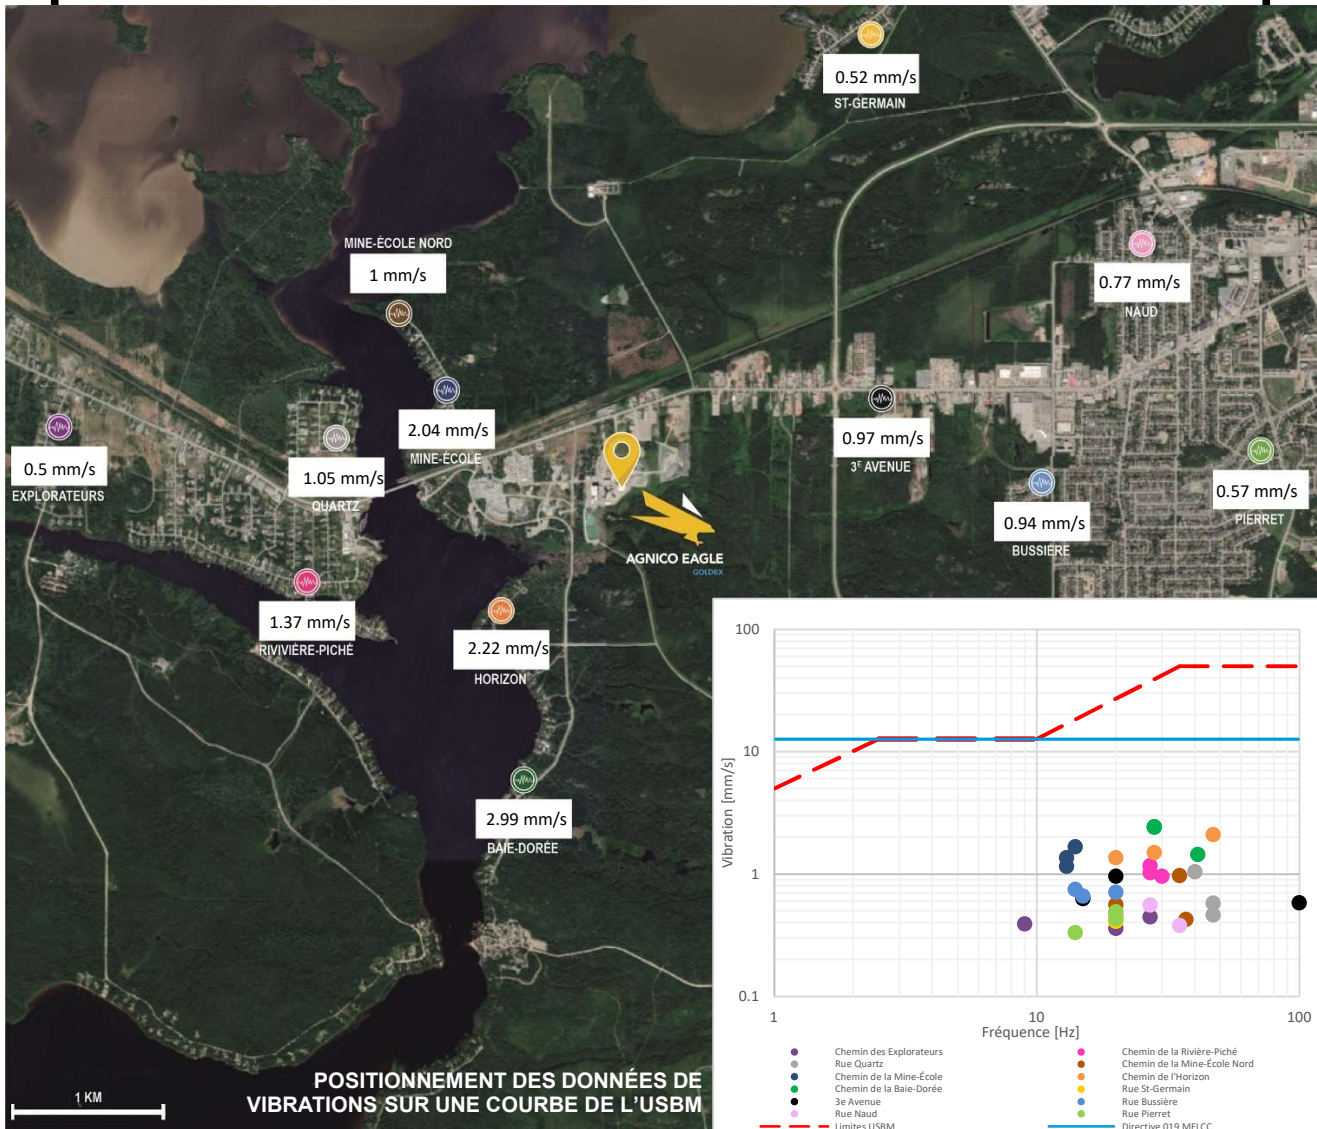 0.52 mm/s
ST-GERMAIN
MINE-ÉCOLE NORD
1 mm/s
0.77 mm/s
NAUD
2.04 mm/s
MINE-ÉCOLE
0.97 mm/s
3E AVENUE
0.5 mm/s
EXPLORATEURS
1.05 mm/s
QUARTZ
0.57 mm/s
PIERRET
0.94 mm/s
BUSSIÈRE
AGNICO EAGLE
GOLDEX
1.37 mm/s
RIVIVIÈRE-PICHÉ
2.22 mm/s
HORIZON
2.99 mm/s
BAIE-DORÉE
POSITIONNEMENT DES DONNÉES DE
VIBRATIONS SUR UNE COURBE DE L'USBM
1 KM
100
10
1
0.1
Vibration [mm/s]
1
10
100
Fréquence [Hz]
Chemin des Explorateurs
Rue Quartz
Chemin de la Mine-École
Chemin de la Baie-Dorée
3e Avenue
Rue Naud
Limites USBM
Chemin de la Rivière-Piché
Chemin de la Mine-École Nord
Chemin de l'Horizon
Rue St-Germain
Rue Bussière
Rue Pierret
Directive 019 MELCC